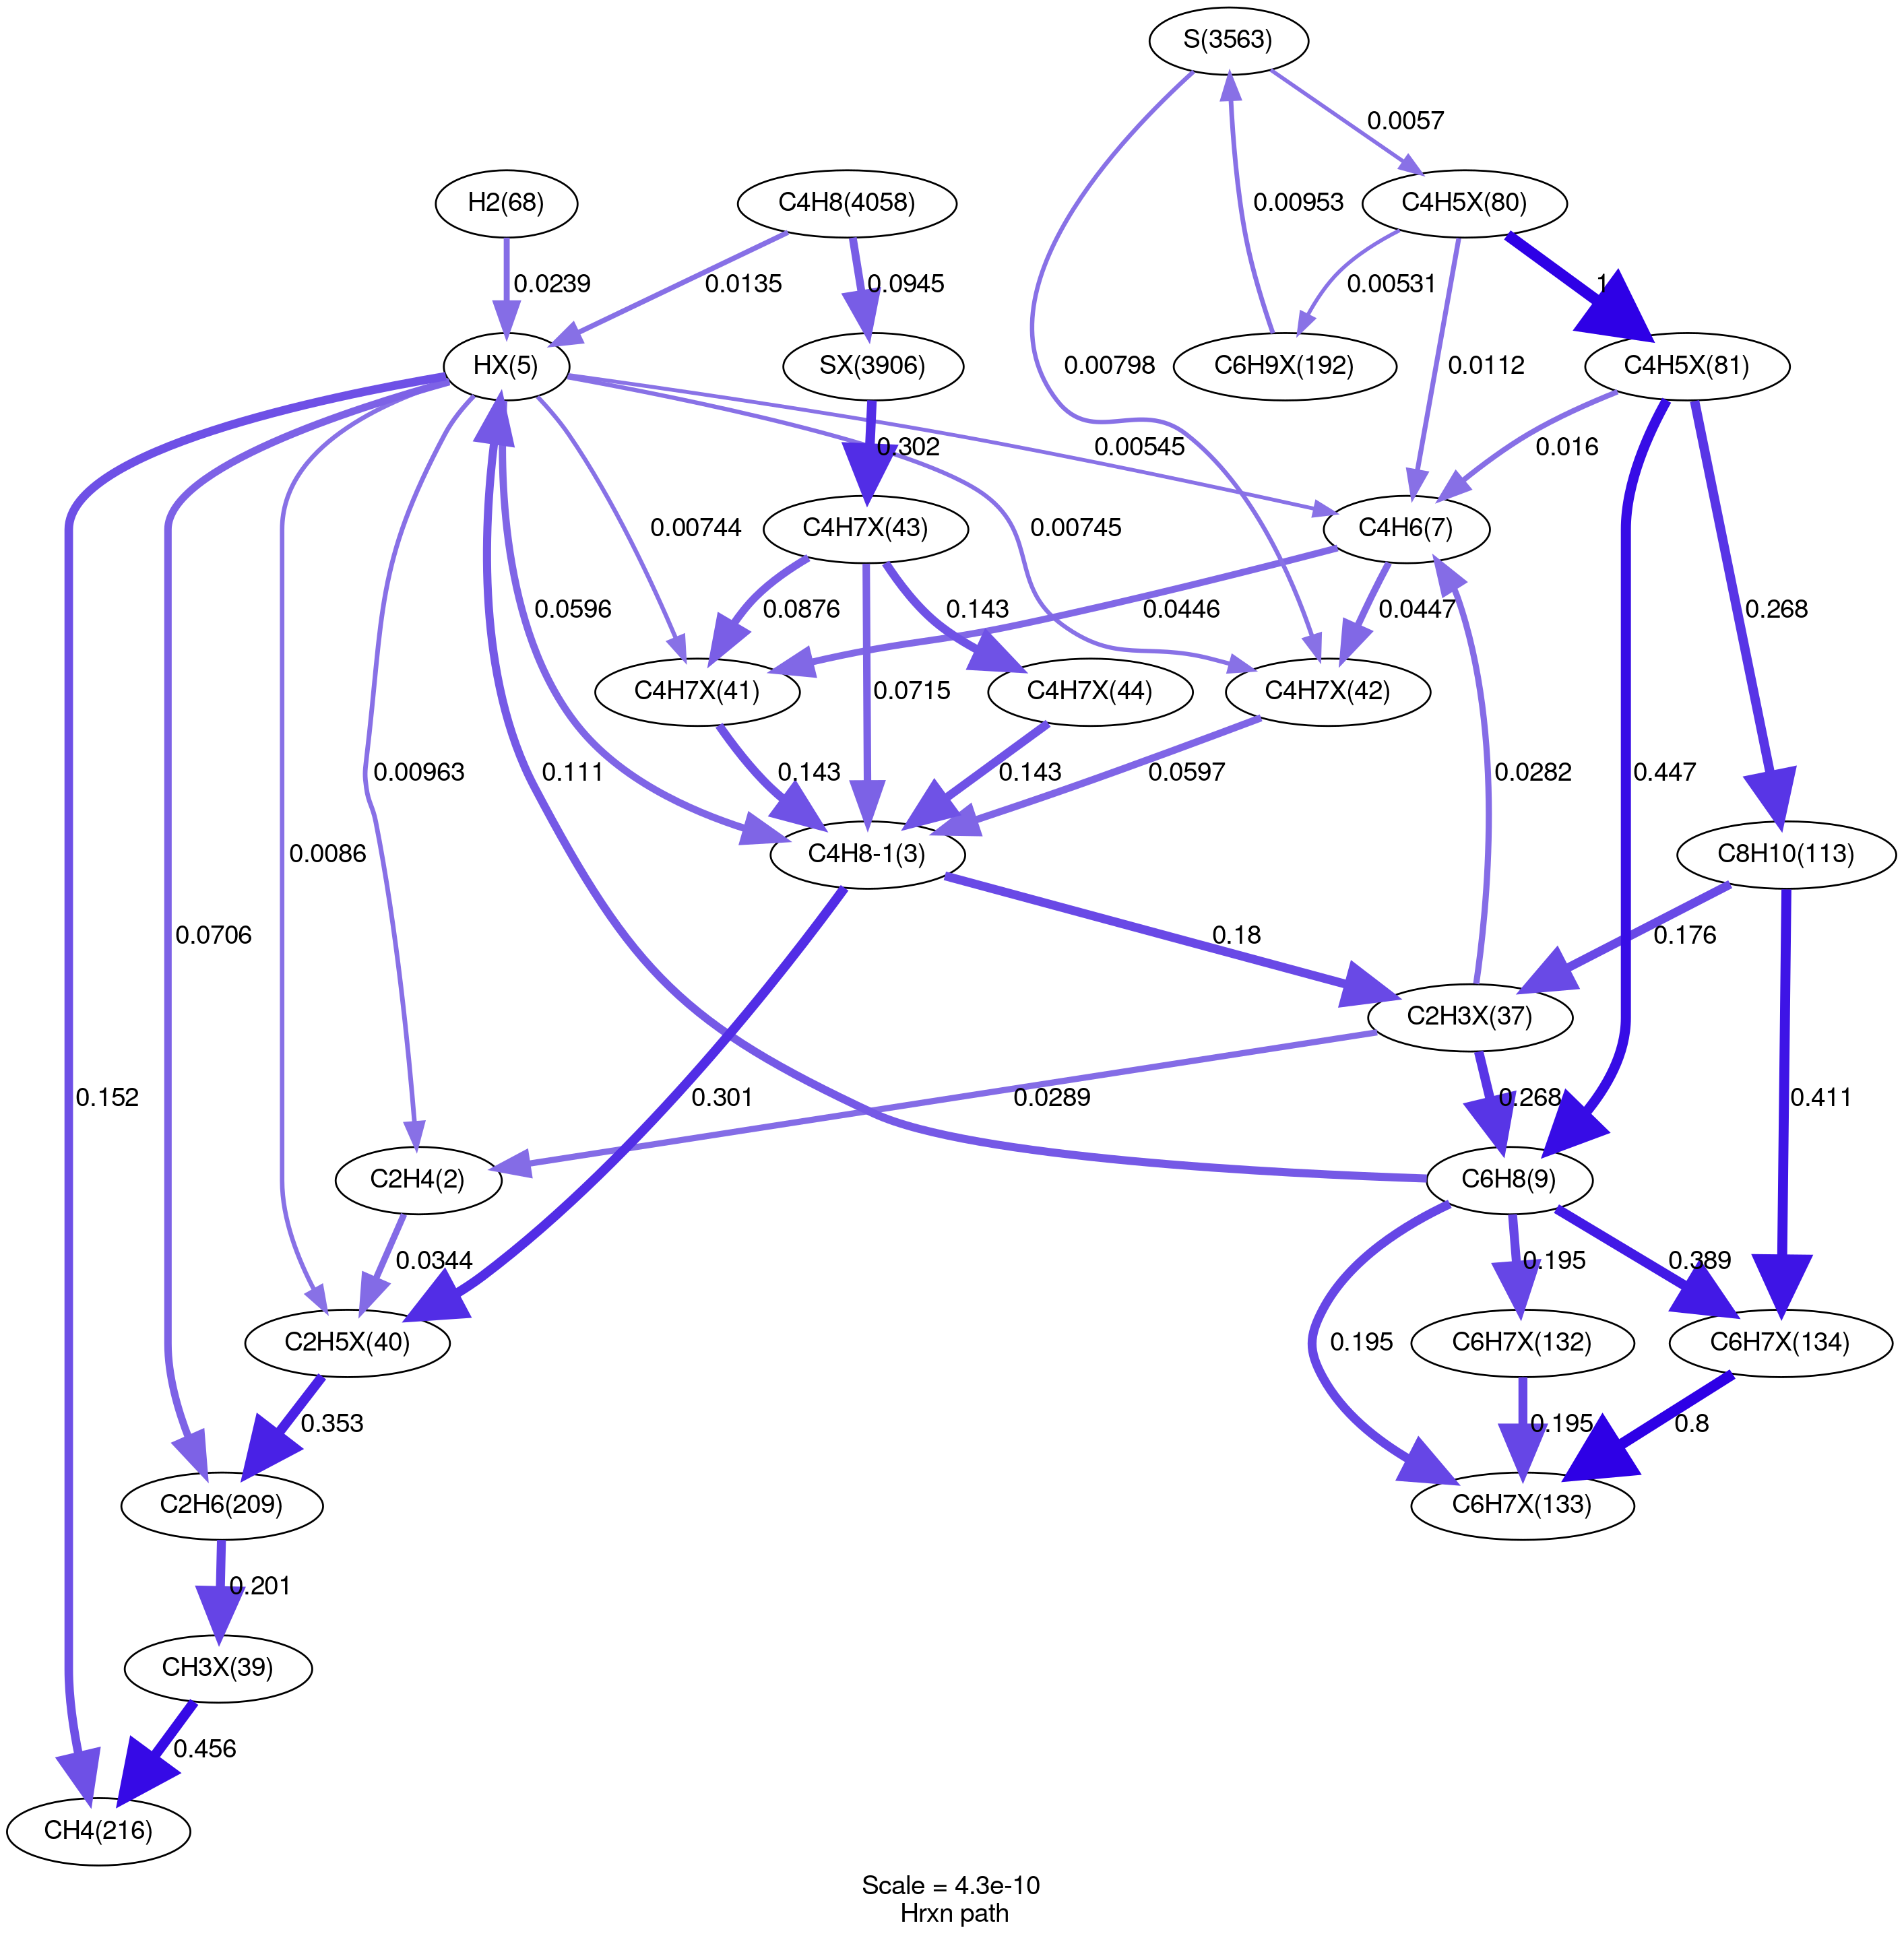 S(3563)
0.0057
H2(68)
C4H8(4058)
C4H5X(80)
0.00953
0.0239
0.0135
0.0945
0.00531
1
HX(5)
SX(3906)
C6H9X(192)
0.0112
C4H5X(81)
0.00798
0.302
0.00545
0.016
0.00744
C4H7X(43)
0.00745
C4H6(7)
0.0596
0.0876
0.143
0.0446
0.0447
0.268
C4H7X(41)
0.0715
C4H7X(44)
C4H7X(42)
0.00963
0.111
0.143
0.143
0.0597
0.0282
0.447
0.0086
C4H8-1(3)
C8H10(113)
0.0706
0.18
0.176
C2H3X(37)
0.152
0.301
0.0289
0.268
0.411
C2H4(2)
C6H8(9)
0.0344
0.195
0.389
C2H5X(40)
0.195
C6H7X(132)
C6H7X(134)
0.353
0.195
0.8
C2H6(209)
C6H7X(133)
0.201
CH3X(39)
0.456
CH4(216)
Scale = 4.3e-10
Hrxn path